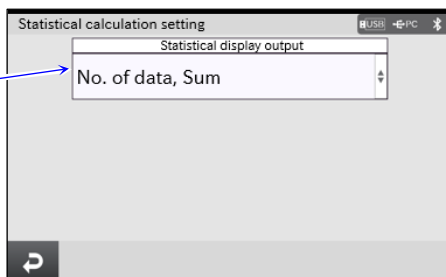 Statistical calculation setting
USB PC
Statistical display output
No. of data, Sum